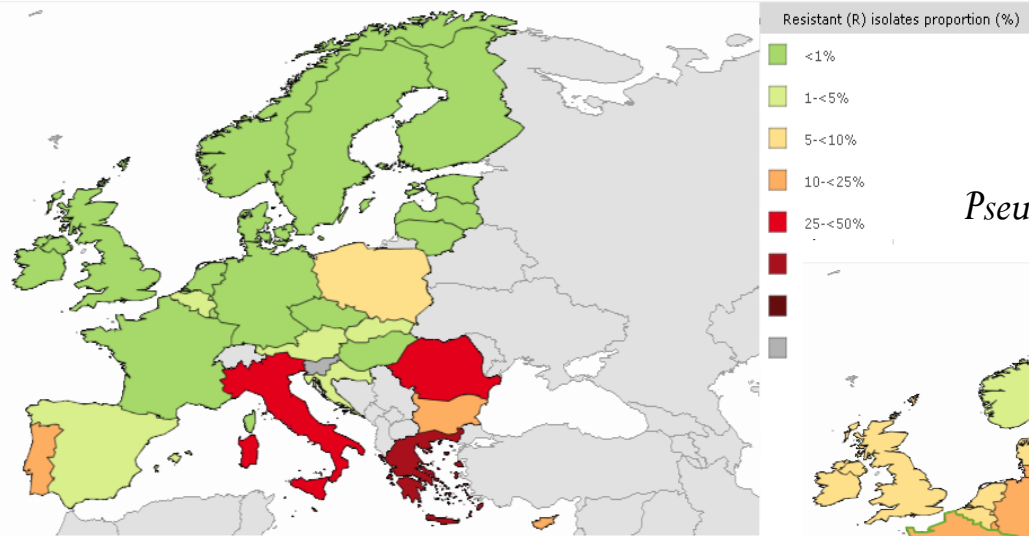 Resistant (R) isolates proportion (%)
<1%
1-<5%
5-<10%
10-<25%
25-<50%
Pseu